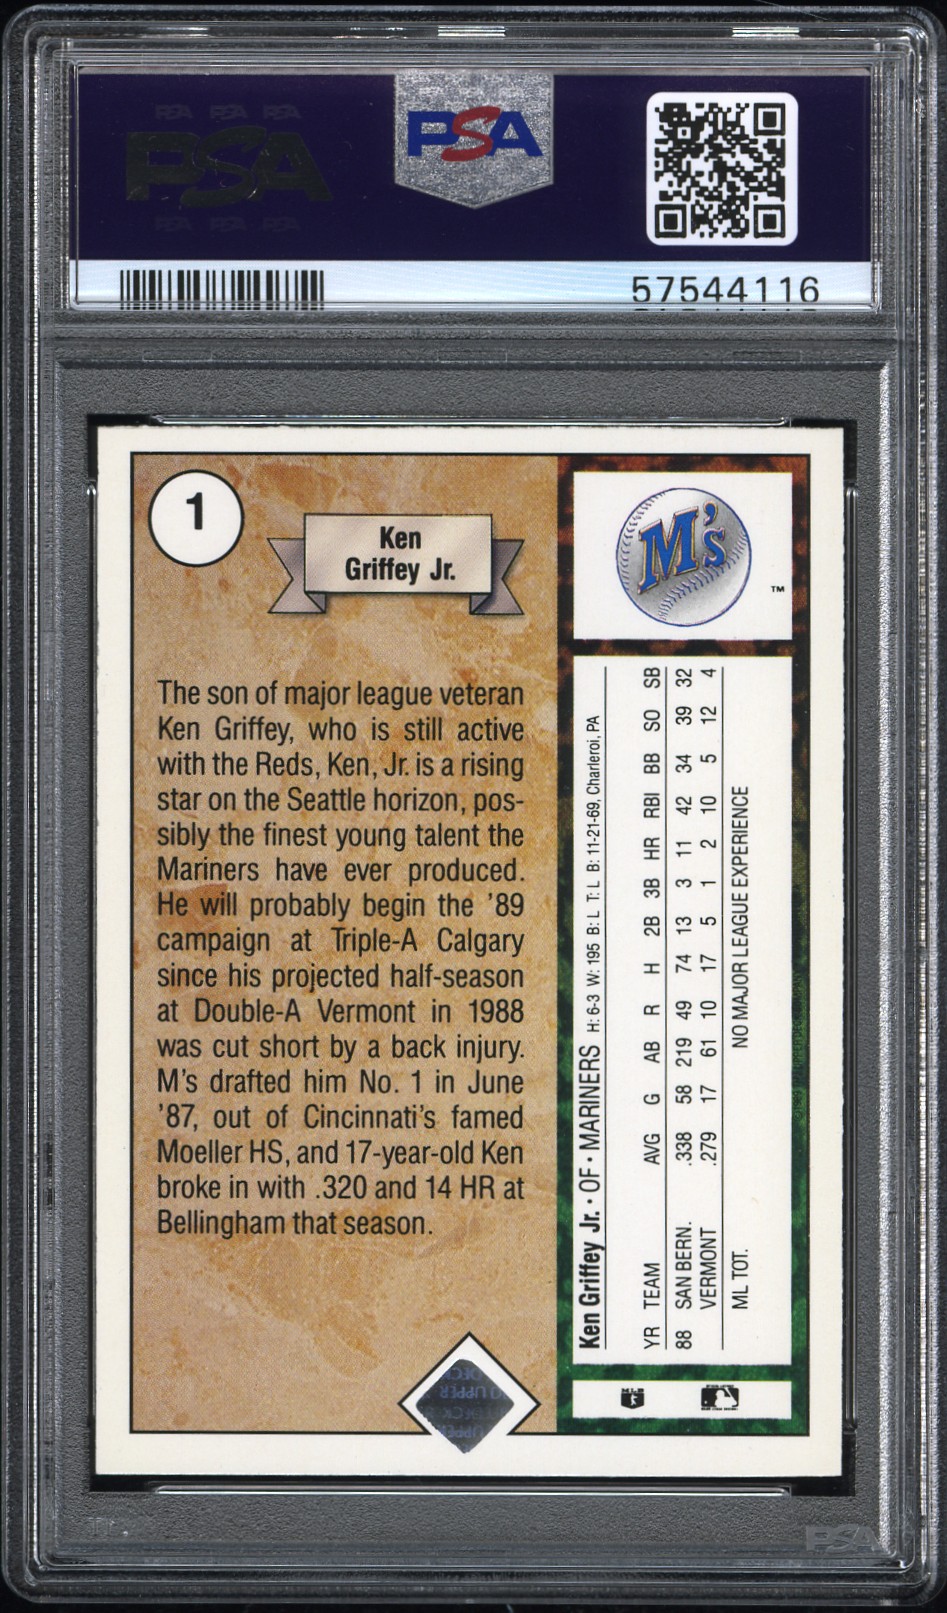 PSA PSA PSA
PSA
PSA PSA PSA
PSA
57544116
1
Ken
Griffey Jr.
M's
TM
The son of major league veteran
Ken Griffey, who is still active
with the Reds, Ken, Jr. is a rising
star on the Seattle horizon, pos-
sibly the finest young talent the
Mariners have ever produced.
He will probably begin the '89
campaign at Triple-A Calgary
since his projected half-season
at Double-A Vermont in 1988
was cut short by a back injury.
M's drafted him No. 1 in June
'87, out of Cincinnati's famed
Moeller HS, and 17-year-old Ken
broke in with .320 and 14 HR at
Bellingham that season.
Ken Griffey Jr. • OF • MARINERS H: 6-3 W: 195 B: L T: L B: 11-21-69, Charleroi, PA
YR TEAM AVG G AB R H 2B 3B HR RBI BB SO SB
88 SAN BERN. .338 58 219 49 74 13 3 11 42 34 39 32
VERMONT .279 17 61 10 17 5 1 2 10 5 12 4
ML TOT. NO MAJOR LEAGUE EXPERIENCE
PSA